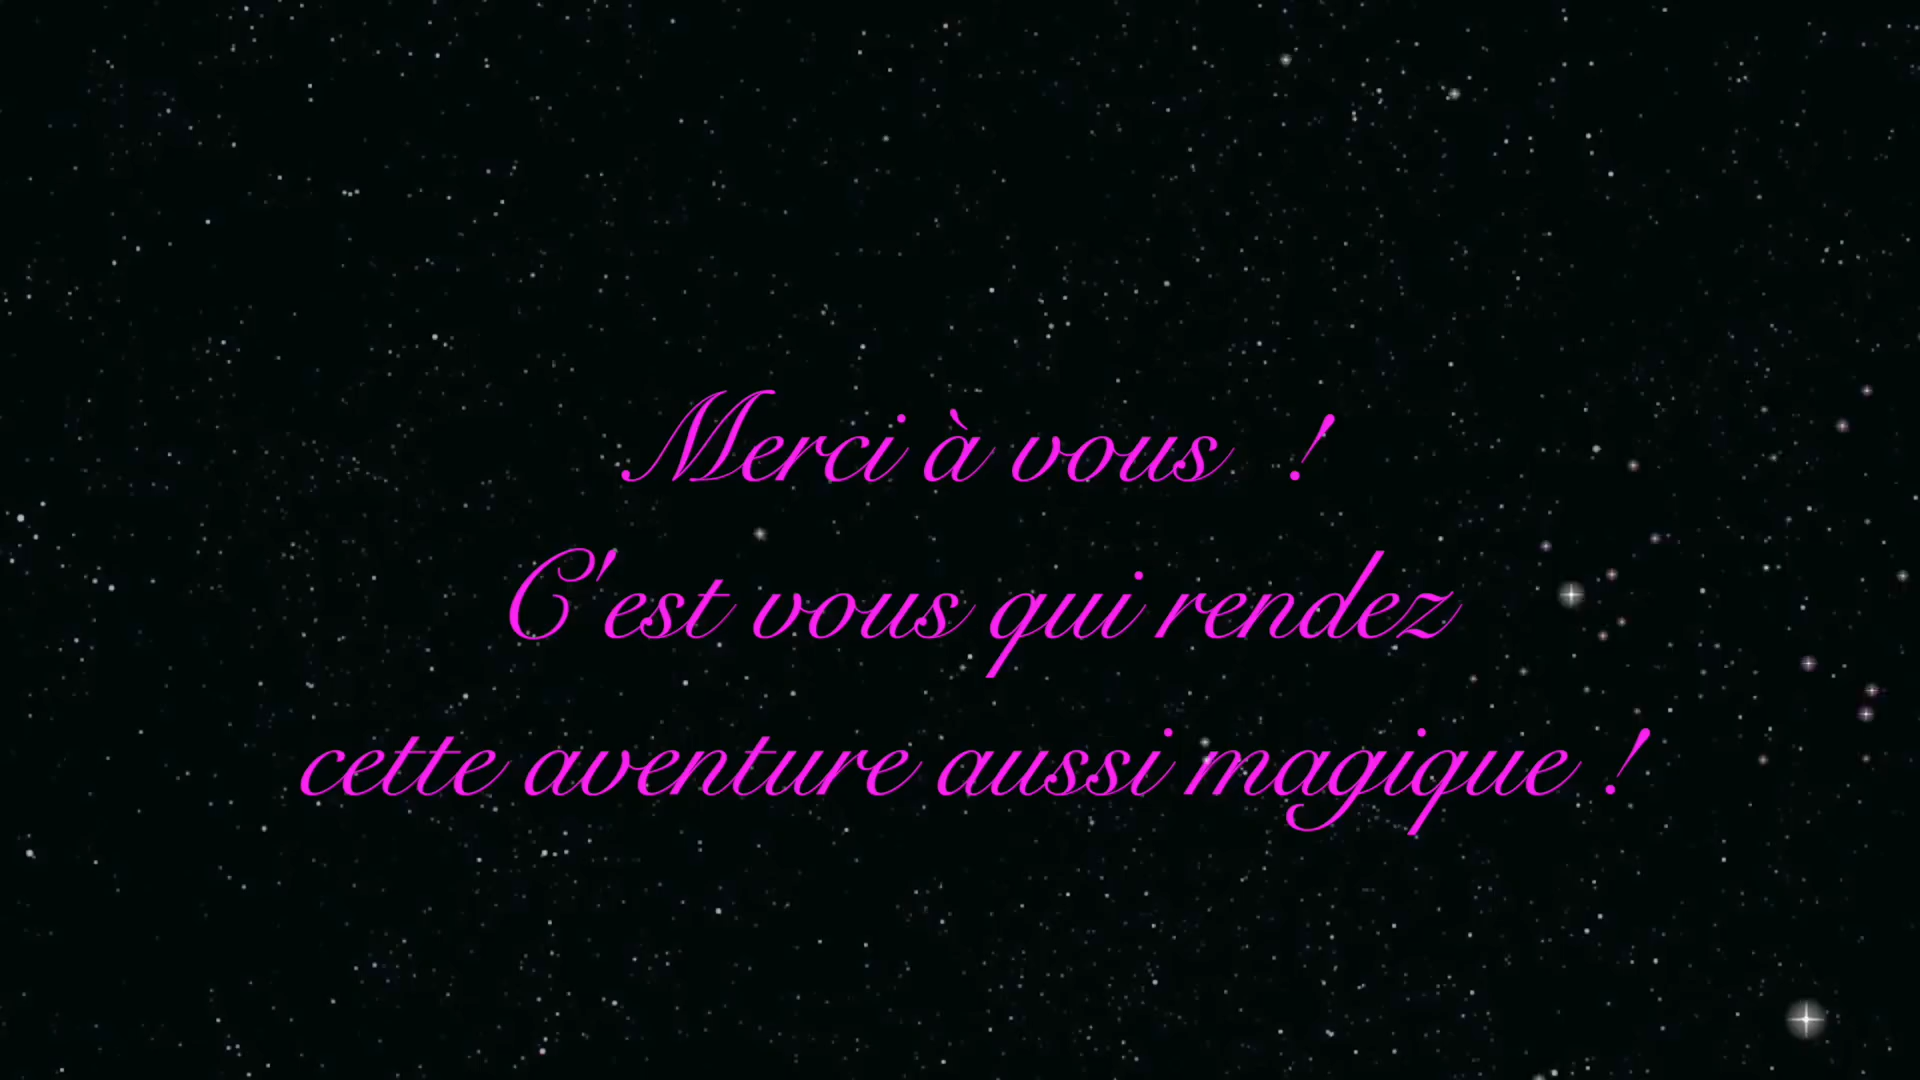 Merci à vous !
C'est vous qui rendez
cette aventure aussi magique !